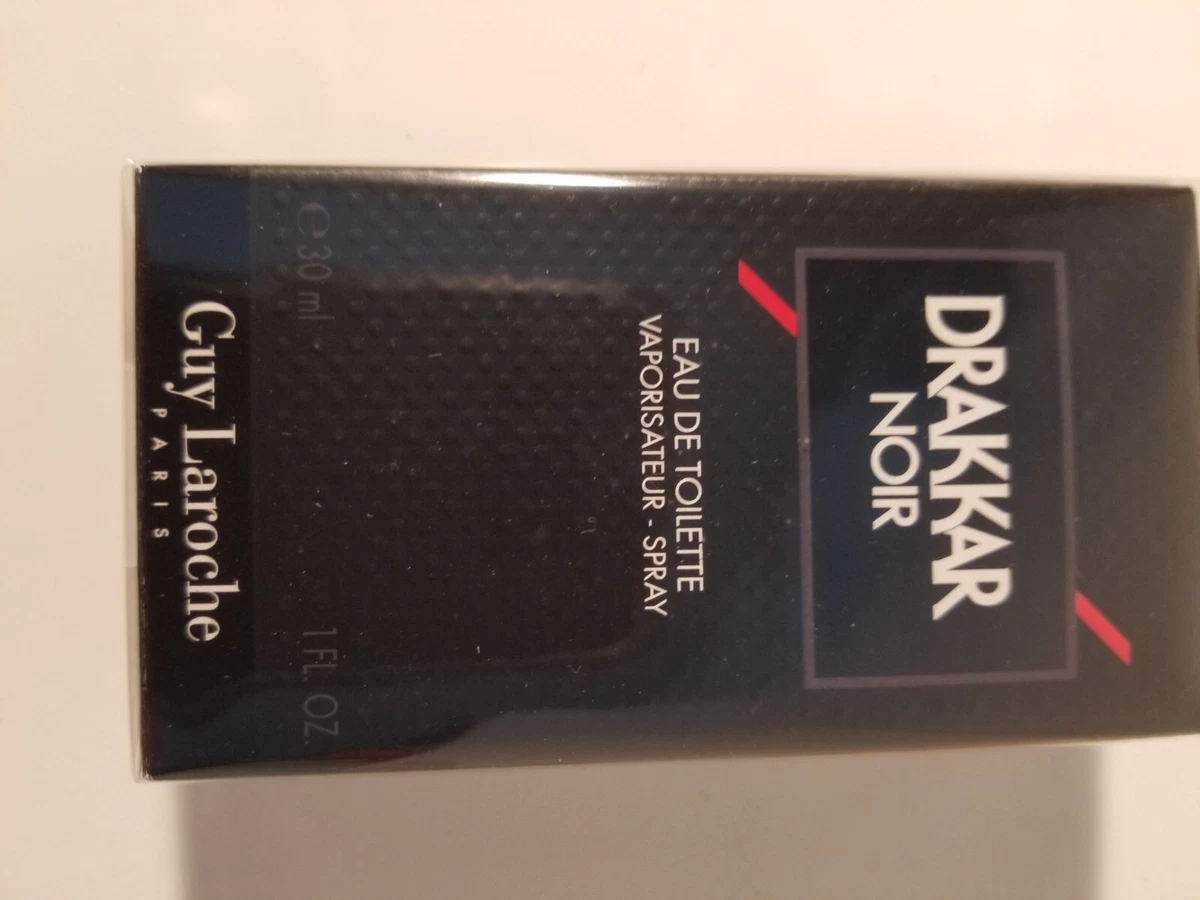 DRAKKAR
NOIR
EAU DE TOILETTE
VAPORISATEUR - SPRAY
℮ 30 ml 1 FL. OZ.
Guy Laroche
PARIS